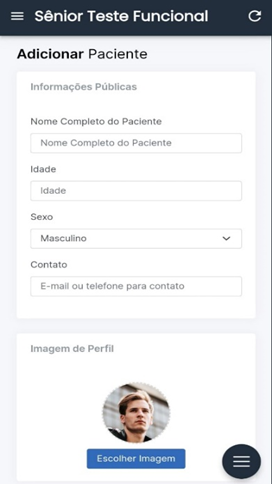 Sênior Teste Funcional
Adicionar Paciente
Informações Públicas
Nome Completo do Paciente
Nome Completo do Paciente
Idade
Idade
Sexo
Masculino
Contato
E-mail ou telefone para contato
Imagem de Perfil
Escolher Imagem